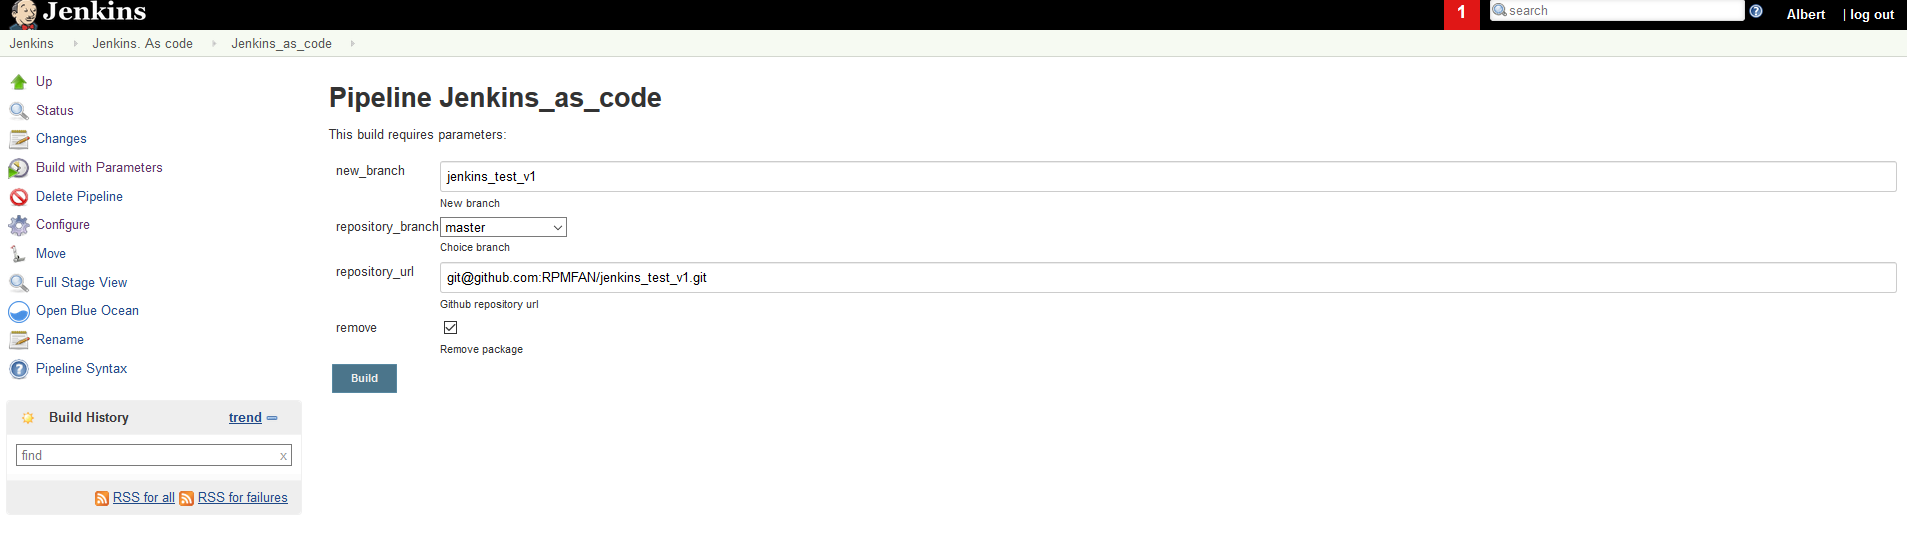 Jenkins
1
search
Albert
| log out
Jenkins
Jenkins. As code
Jenkins_as_code
Up
Status
Changes
Build with Parameters
Delete Pipeline
Configure
Move
Full Stage View
Open Blue Ocean
Rename
Pipeline Syntax
Build History
trend
find
x
RSS for all
RSS for failures
Pipeline Jenkins_as_code
This build requires parameters:
new_branch
jenkins_test_v1
New branch
repository_branch
master
Choice branch
repository_url
git@github.com:RPMFAN/jenkins_test_v1.git
Github repository url
remove
Remove package
Build